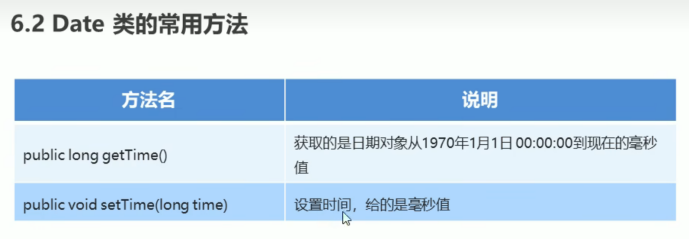 6.2 Date 类的常用方法
方法名 说明
public long getTime() 获取的是日期对象从1970年1月1日 00:00:00到现在的毫秒
值
public void setTime(long time) 设置时间，给的是毫秒值